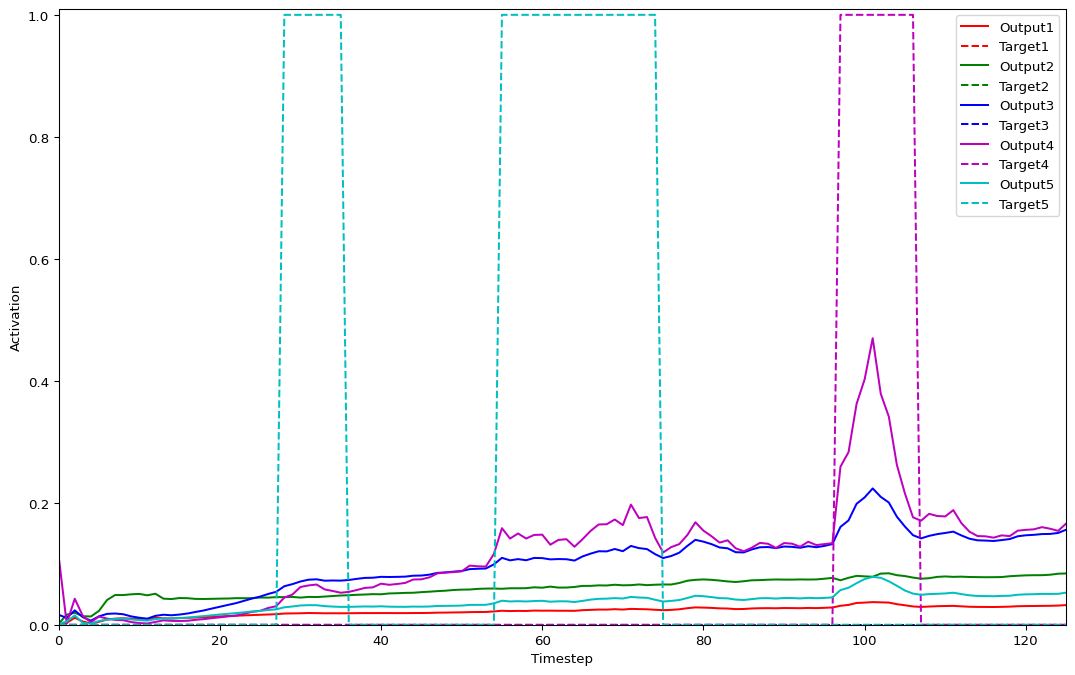 1.0
0.8
0.6
0.4
0.2
0.0
Activation
0
20
40
60
80
100
120
Timestep
Output1
Target1
Output2
Target2
Output3
Target3
Output4
Target4
Output5
Target5